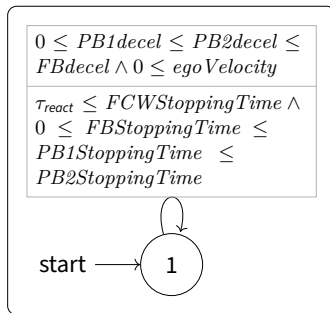 0 ≤ PB1decel ≤ PB2decel ≤
FBdecel ∧ 0 ≤ egoVelocity
τreact ≤ FCWStoppingTime ∧
0 ≤ FBStoppingTime ≤
PB1StoppingTime ≤
PB2StoppingTime
start
1